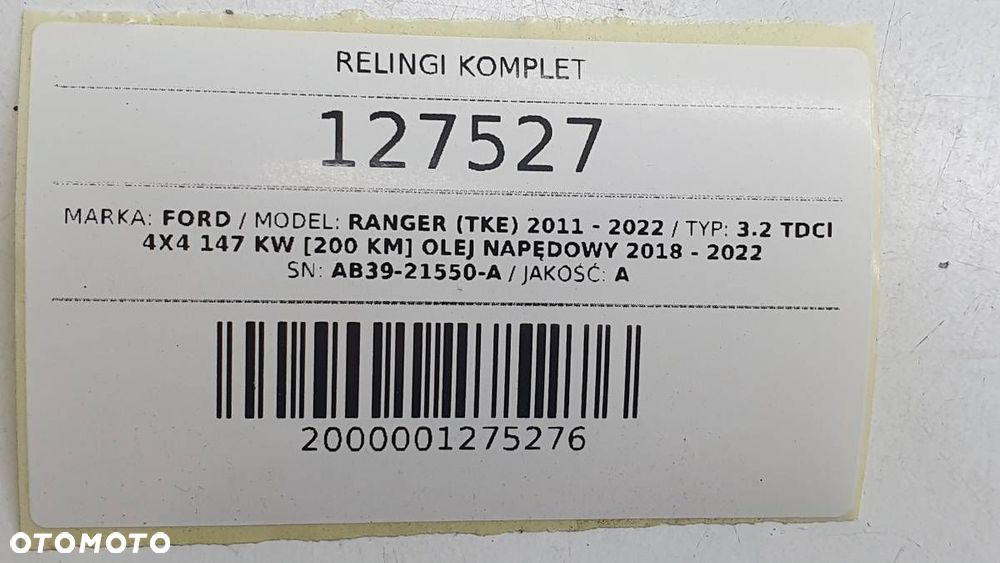 RELINGI KOMPLET
127527
MARKA: FORD / MODEL: RANGER (TKE) 2011 - 2022 / TYP: 3.2 TDCI
4X4 147 KW [200 KM] OLEJ NAPĘDOWY 2018 - 2022
SN: AB39-21550-A / JAKOŚĆ: A
2000001275276
OTOMOTO